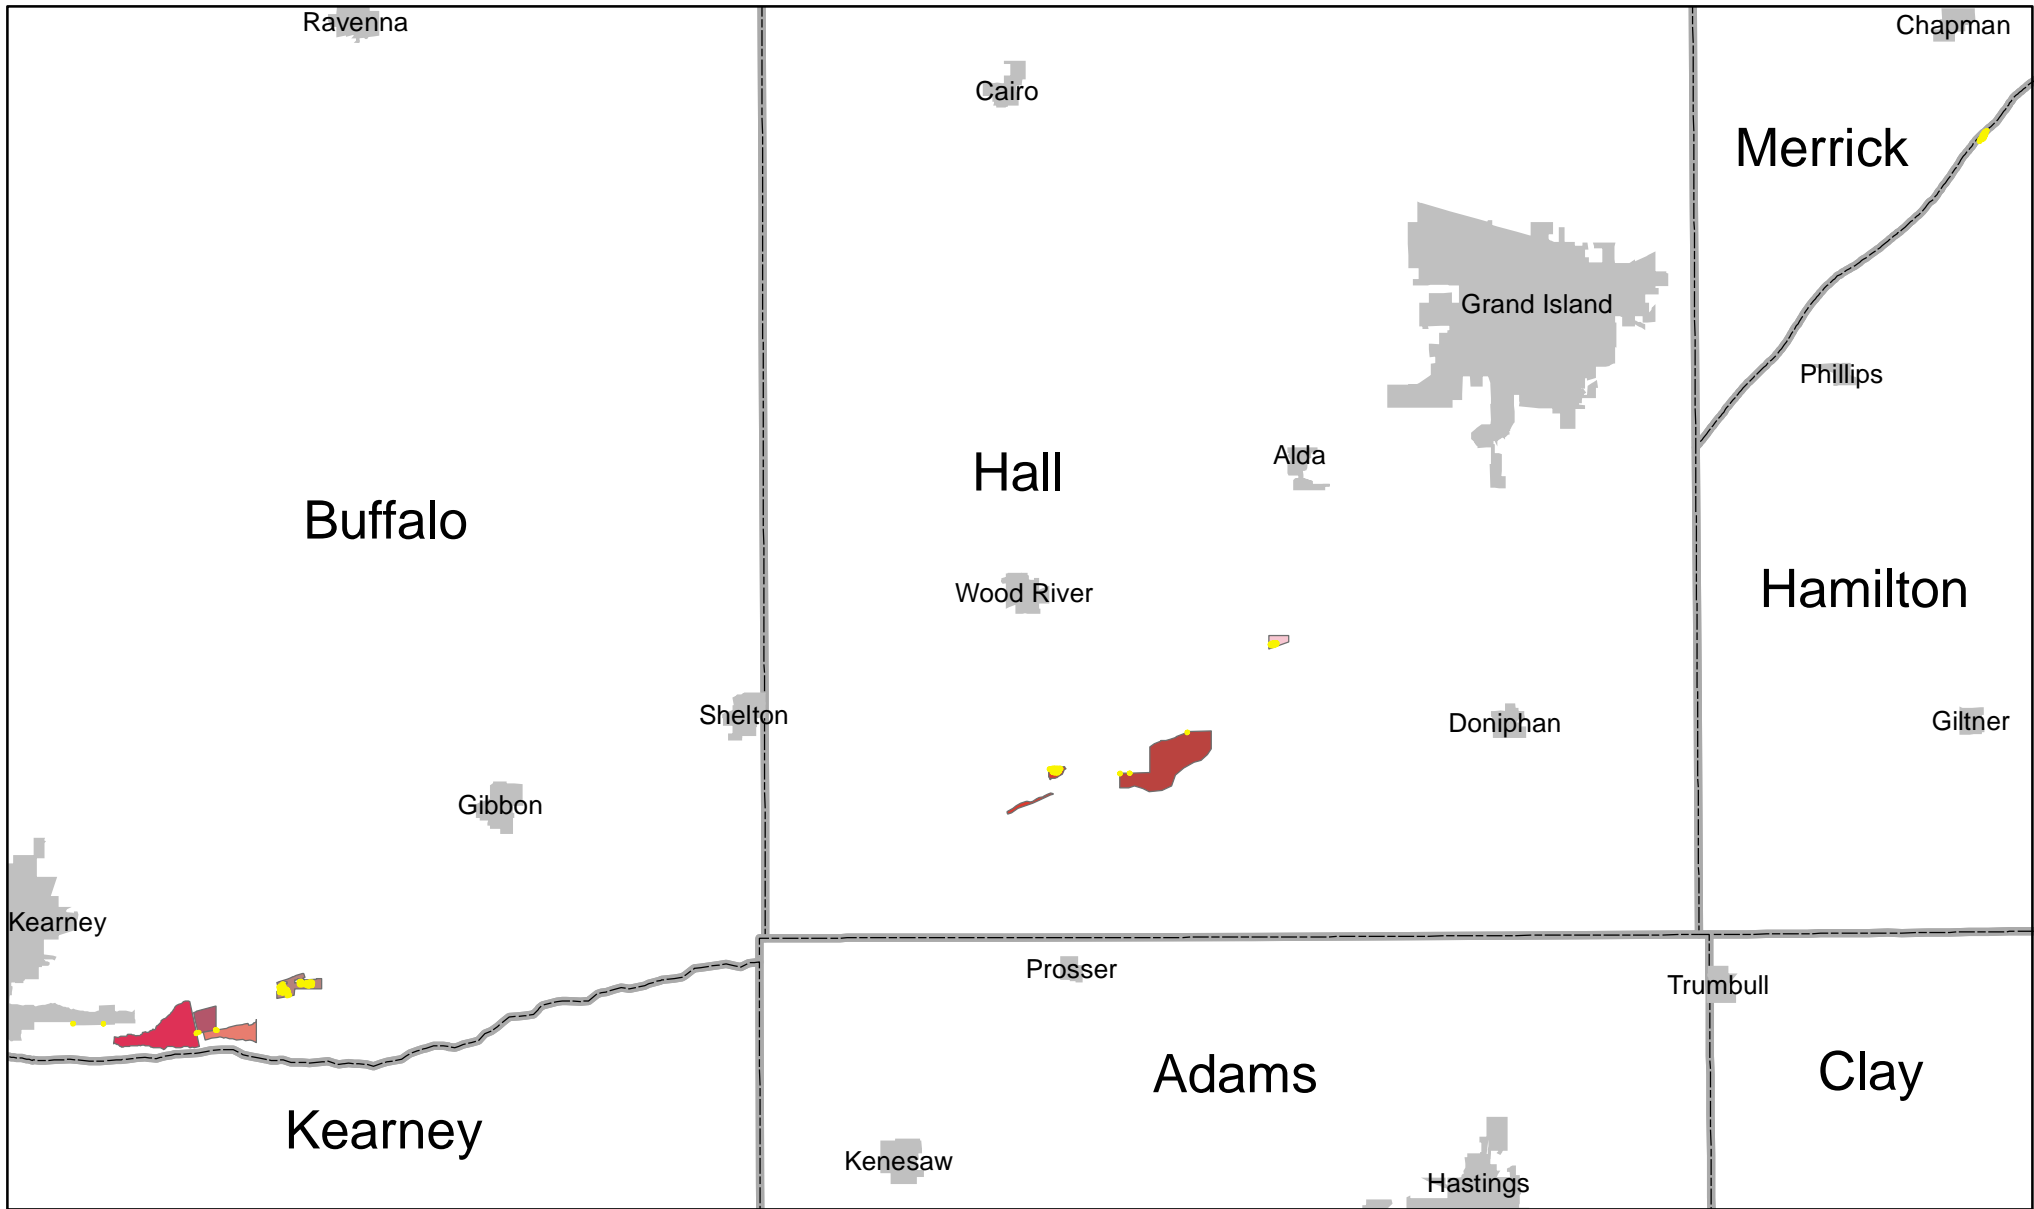 Ravenna
Chapman
Cairo
Merrick
Grand Island
Phillips
Alda
Hall
Buffalo
Wood River
Hamilton
Shelton
Doniphan
Giltner
Gibbon
Kearney
Prosser
Trumbull
Adams
Clay
Kearney
Kenesaw
Hastings